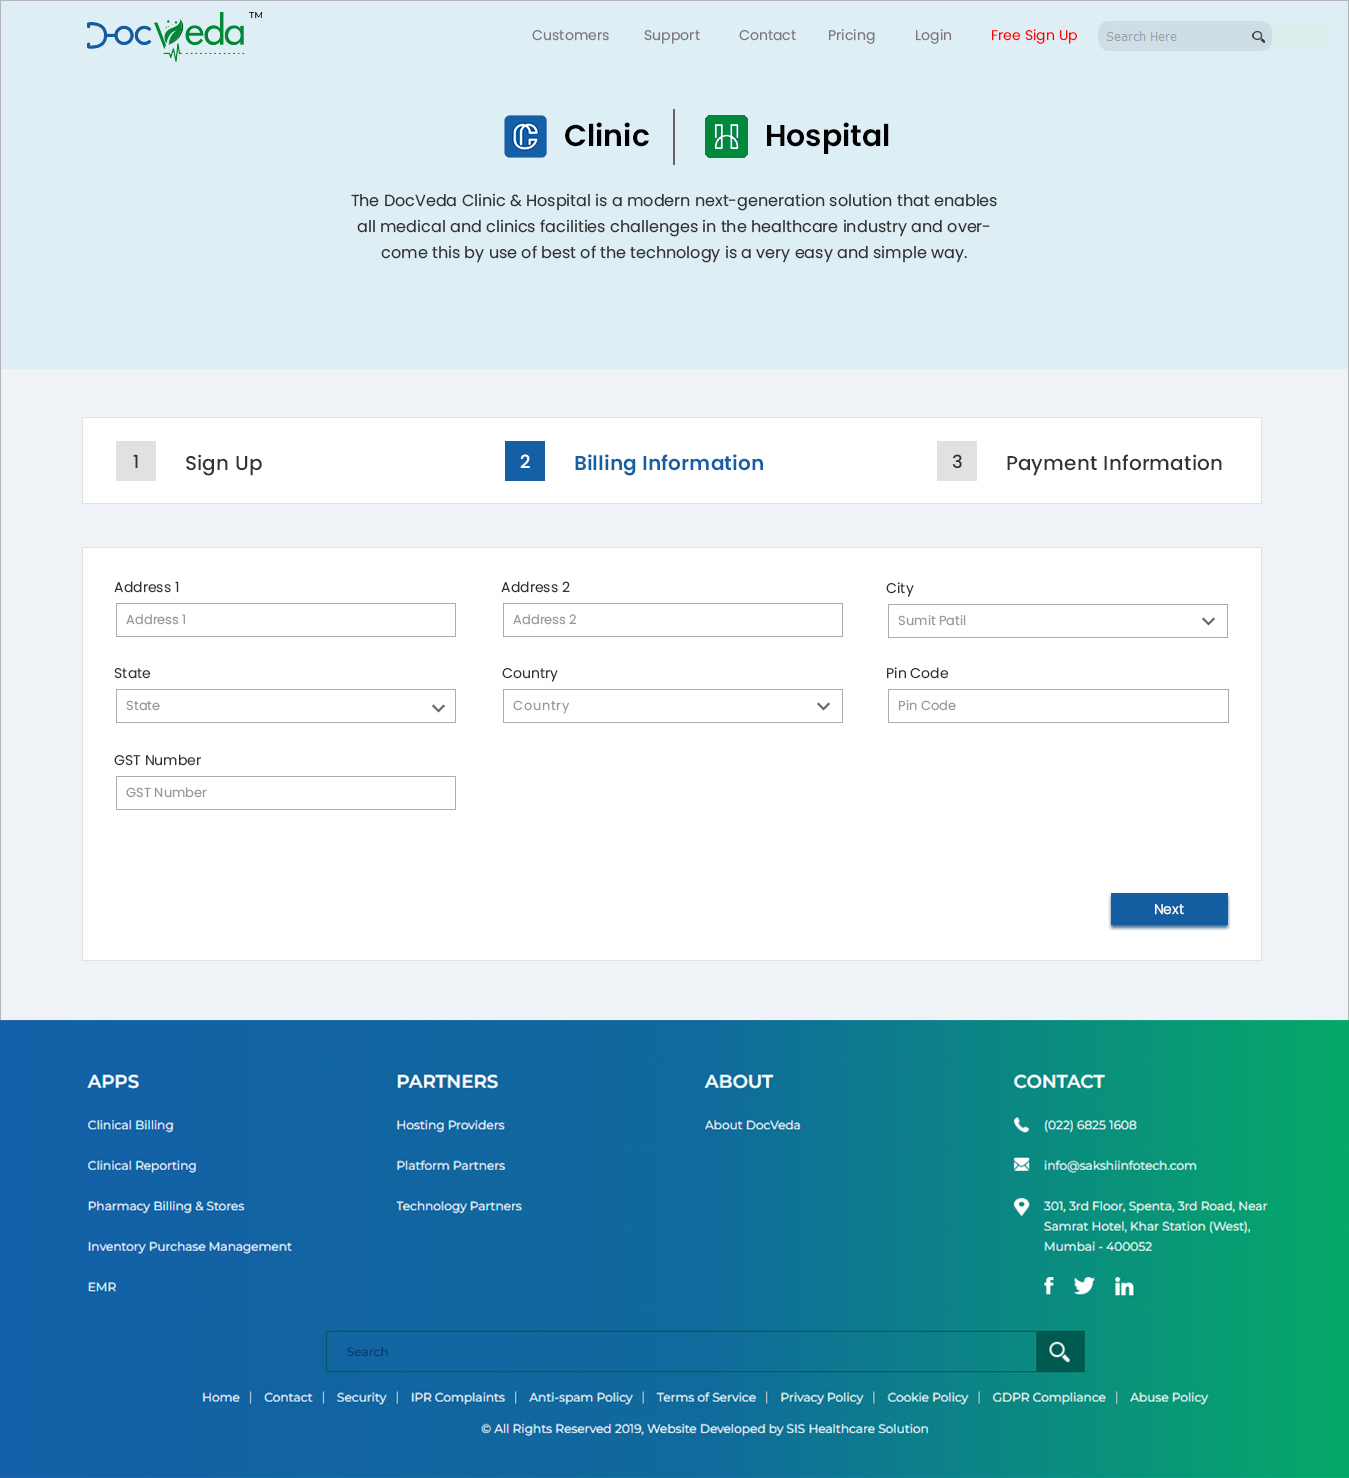 DocVeda™
Customers Support Contact Pricing Login Free Sign Up Search Here
Clinic Hospital
The DocVeda Clinic & Hospital is a modern next-generation solution that enables
all medical and clinics facilities challenges in the healthcare industry and over-
come this by use of best of the technology is a very easy and simple way.
1 Sign Up 2 Billing Information 3 Payment Information
Address 1 Address 2 City
Address 1 Address 2 Sumit Patil
State Country Pin Code
State Country Pin Code
GST Number
GST Number
Next
APPS PARTNERS ABOUT CONTACT
Clinical Billing Hosting Providers About DocVeda (022) 6825 1608
Clinical Reporting Platform Partners info@sakshiinfotech.com
Pharmacy Billing & Stores Technology Partners 301, 3rd Floor, Spenta, 3rd Road, Near
Samrat Hotel, Khar Station (West),
Inventory Purchase Management Mumbai - 400052
EMR
Search
Home | Contact | Security | IPR Complaints | Anti-spam Policy | Terms of Service | Privacy Policy | Cookie Policy | GDPR Compliance | Abuse Policy
© All Rights Reserved 2019, Website Developed by SIS Healthcare Solution